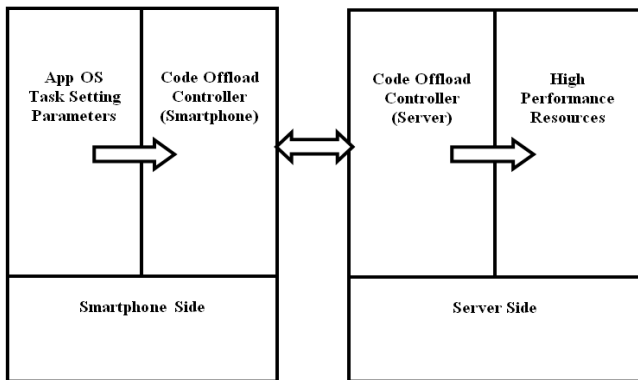 App OS
Task Setting
Parameters
Code Offload
Controller
(Smartphone)
Code Offload
Controller
(Server)
High
Performance
Resources
Smartphone Side
Server Side